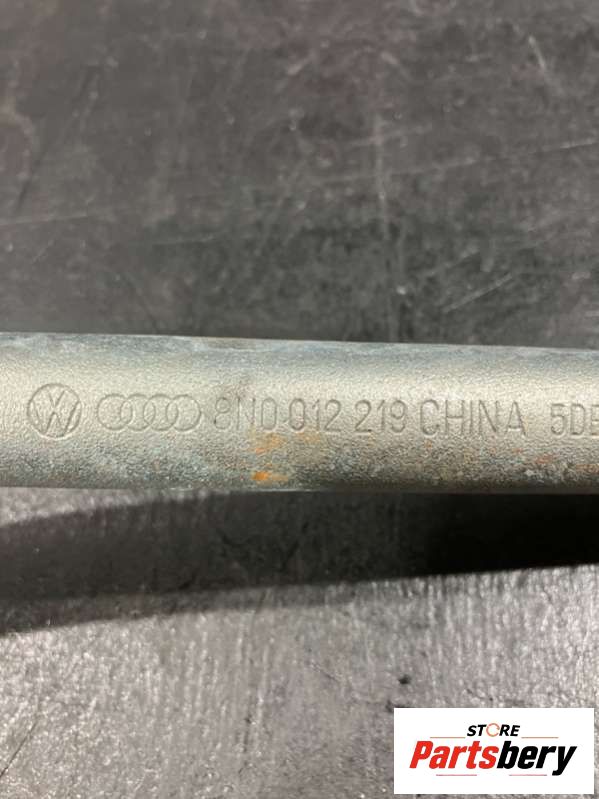 8N0 012 219 CHINA
STORE
Partsbery